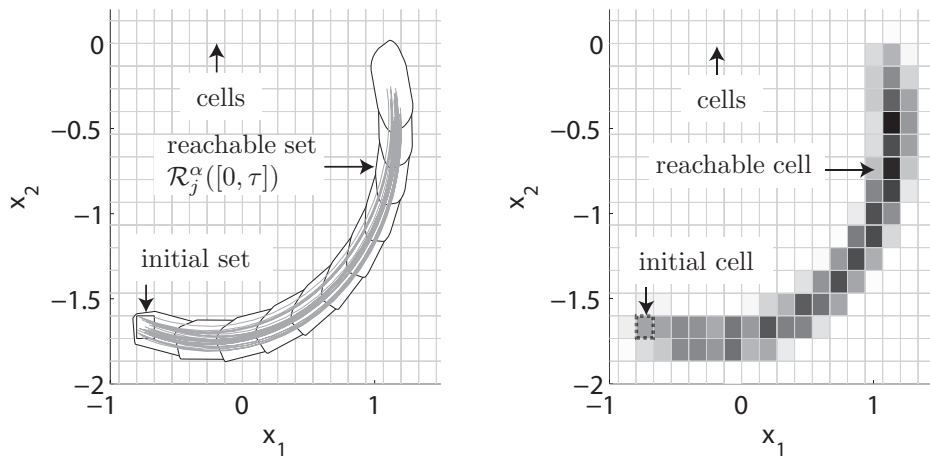 0
−0.5
−1
−1.5
−2
−1
0
1
x1
x2
cells
reachable set
𝓡_j^α([0, τ])
initial set
0
−0.5
−1
−1.5
−2
−1
0
1
x1
x2
cells
reachable cell
initial cell